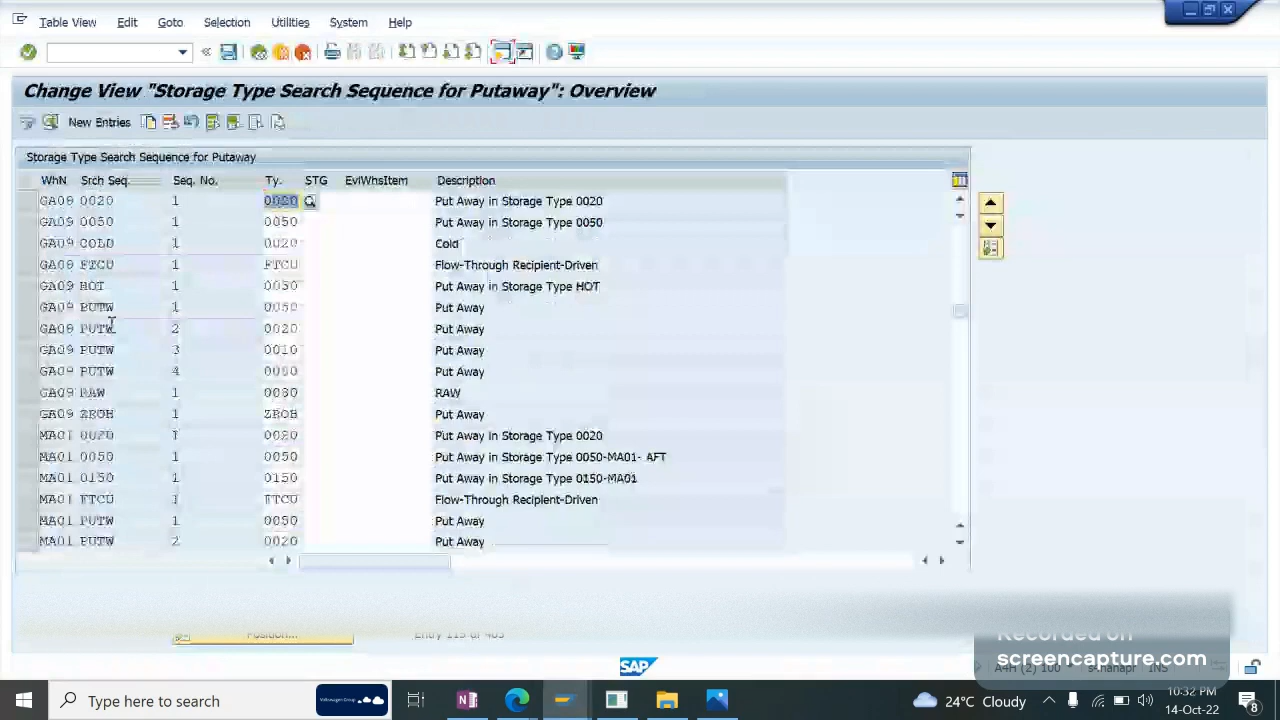 Table View Edit Goto Selection Utilities System Help
Change View "Storage Type Search Sequence for Putaway": Overview
New Entries
Storage Type Search Sequence for Putaway
WhN Srch Seq. Seq. No. Ty. STG EvlWhsItem Description
GA09 0020 1 0020 Put Away in Storage Type 0020
GA09 0050 1 0050 Put Away in Storage Type 0050
GA09 COLD 1 0020 Cold
GA09 FTCU 1 FTCU Flow-Through Recipient-Driven
GA09 HOT 1 Put Away in Storage Type HOT
GA09 PUTW 1 0050 Put Away
GA09 PUTW 2 0020 Put Away
GA09 PUTW 3 0010 Put Away
GA09 PUTW 4 Put Away
GA09 RAW 1 RAW
GA09 1 Put Away
MA01 0020 1 0020 Put Away in Storage Type 0020
MA01 0050 1 0050 Put Away in Storage Type 0050-MA01- AFT
MA01 0150 1 0150 Put Away in Storage Type 0150-MA01
MA01 FTCU 1 FTCU Flow-Through Recipient-Driven
MA01 PUTW 1 0050 Put Away
MA01 PUTW 2 0020 Put Away
Position...
Recorded on
screencapture.com
SAP
A4H (2) 100 INS
Type here to search
24°C Cloudy
10:32 PM
14-Oct-22
8